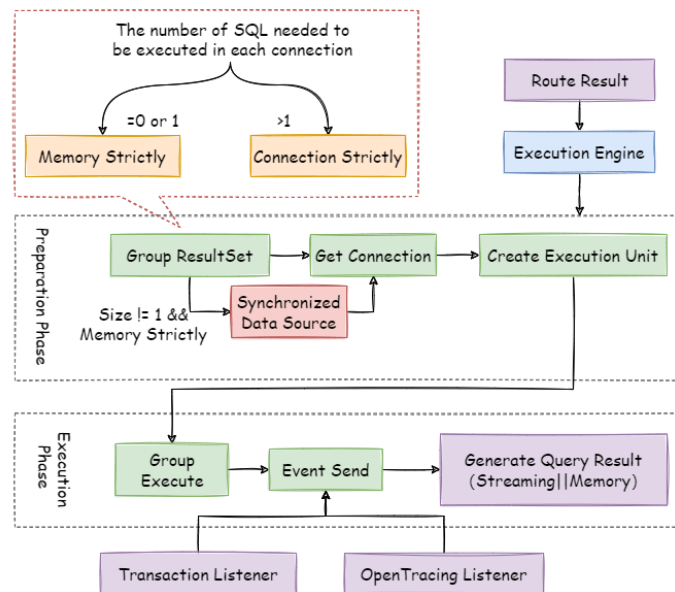 The number of SQL needed to
be executed in each connection
=0 or 1
>1
Memory Strictly
Connection Strictly
Route Result
Execution Engine
Preparation Phase
Group ResultSet
Get Connection
Create Execution Unit
Size != 1 &&
Memory Strictly
Synchronized
Data Source
Execution
Phase
Group
Execute
Event Send
Generate Query Result
(Streaming||Memory)
Transaction Listener
OpenTracing Listener